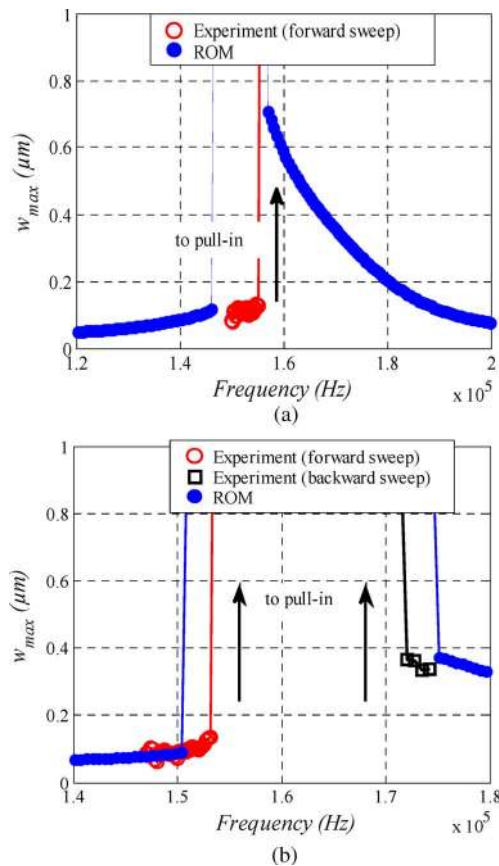 Experiment (forward sweep)
ROM
1
0.8
0.6
0.4
0.2
0
w_max (μm)
to pull-in
1.2 1.4 1.6 1.8 2
Frequency (Hz) x 10^5
(a)
Experiment (forward sweep)
Experiment (backward sweep)
ROM
1
0.8
0.6
0.4
0.2
0
w_max (μm)
to pull-in
1.4 1.5 1.6 1.7 1.8
Frequency (Hz) x 10^5
(b)